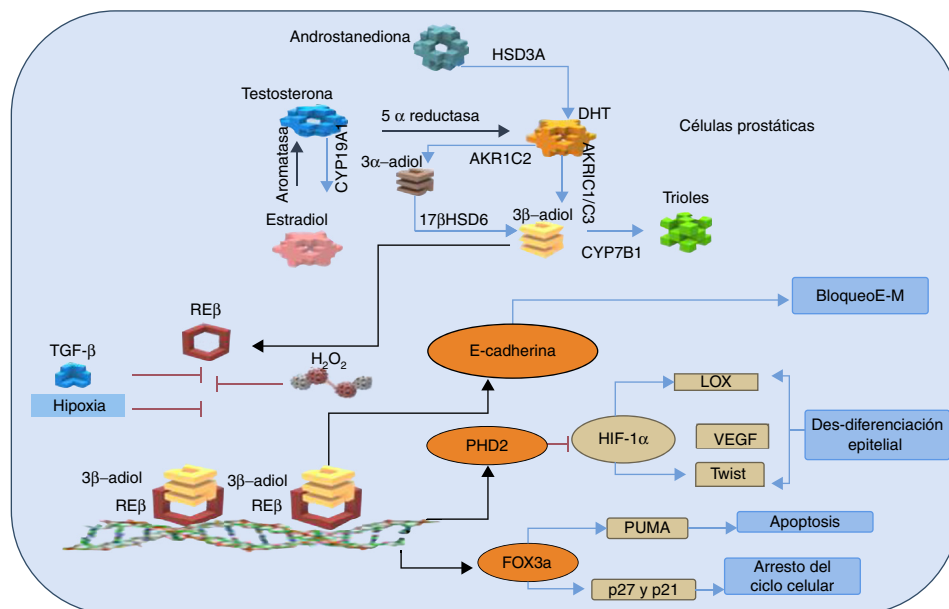 Androstanediona
HSD3A
Testosterona
DHT
5 α reductasa
Células prostáticas
Aromatasa
CYP19A1
3α–adiol
AKR1C2
AKRIC1/C3
Trioles
Estradiol
17βHSD6
3β–adiol
CYP7B1
BloqueoE-M
REβ
E-cadherina
TGF-β
H2O2
Hipoxia
LOX
PHD2
HIF-1α
VEGF
Des-diferenciación
epitelial
Twist
3β–adiol
REβ
3β–adiol
REβ
PUMA
Apoptosis
FOX3a
p27 y p21
Arresto del
ciclo celular